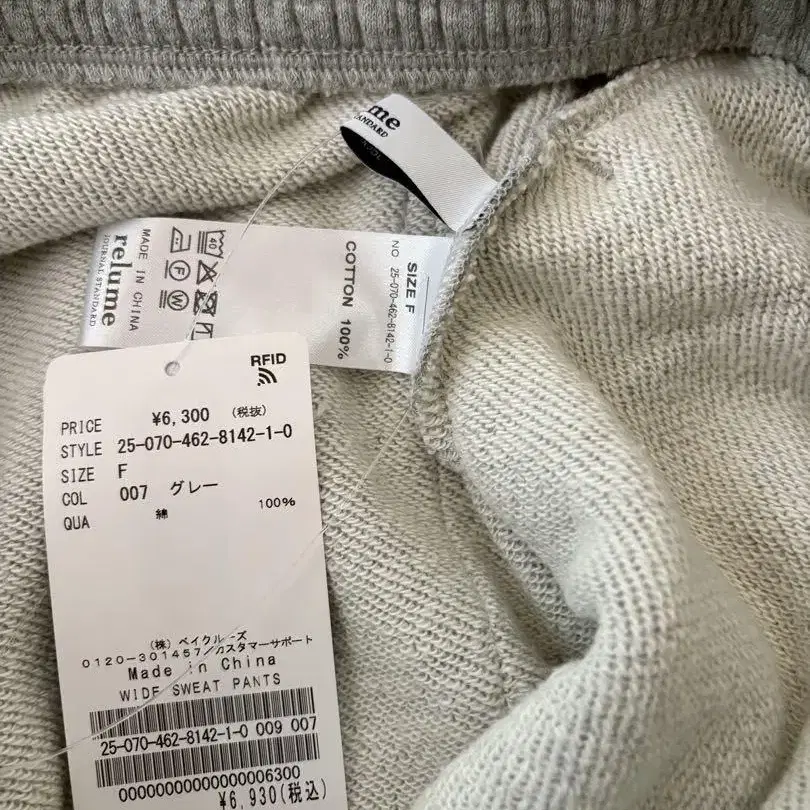 relume
STANDARD
relume
JOURNAL STANDARD
MADE IN CHINA
40
F
W
COTTON 100%
SIZE F
NO 25-070-462-8142-1-0
RFID
PRICE ¥6,300 (税抜)
STYLE 25-070-462-8142-1-0
SIZE F
COL 007 グレー
QUA 綿 100%
(株)ベイクルーズ
0120-301457/カスタマーサポート
Made in China
WIDE SWEAT PANTS
25-070-462-8142-1-0 009 007
¥6,930(税込)